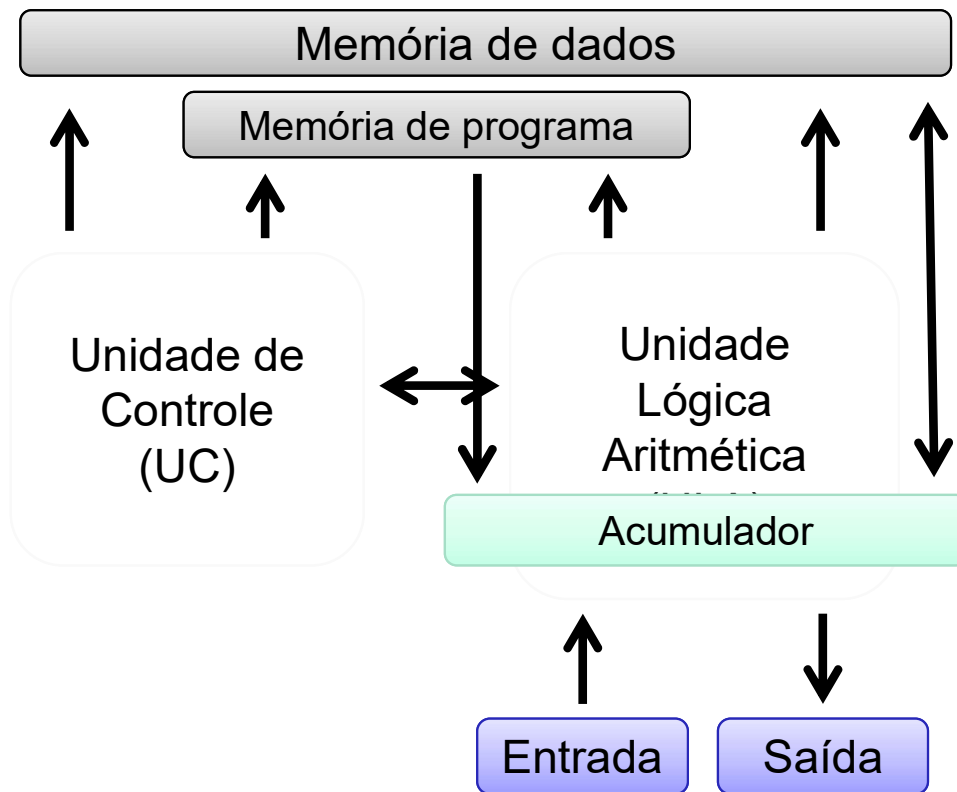 Memória de dados
Memória de programa
Unidade de
Controle
(UC)
Unidade
Lógica
Aritmética
Acumulador
Entrada
Saída